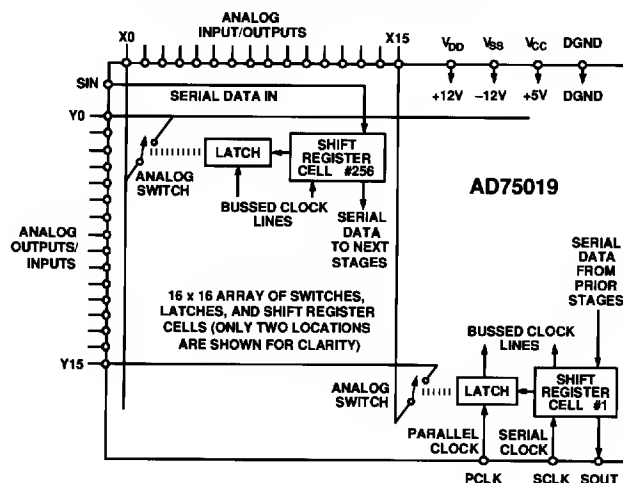 ANALOG
INPUT/OUTPUTS
X0
X15
VDD VSS VCC DGND
+12V –12V +5V DGND
SIN
SERIAL DATA IN
Y0
LATCH
SHIFT
REGISTER
CELL #256
ANALOG
SWITCH
BUSSED CLOCK
LINES
SERIAL
DATA
TO NEXT
STAGES
AD75019
ANALOG
OUTPUTS/
INPUTS
SERIAL
DATA
FROM
PRIOR
STAGES
16 x 16 ARRAY OF SWITCHES,
LATCHES, AND SHIFT REGISTER
CELLS (ONLY TWO LOCATIONS
ARE SHOWN FOR CLARITY)
BUSSED CLOCK
LINES
Y15
ANALOG
SWITCH
LATCH
SHIFT
REGISTER
CELL #1
PARALLEL
CLOCK
SERIAL
CLOCK
PCLK SCLK SOUT